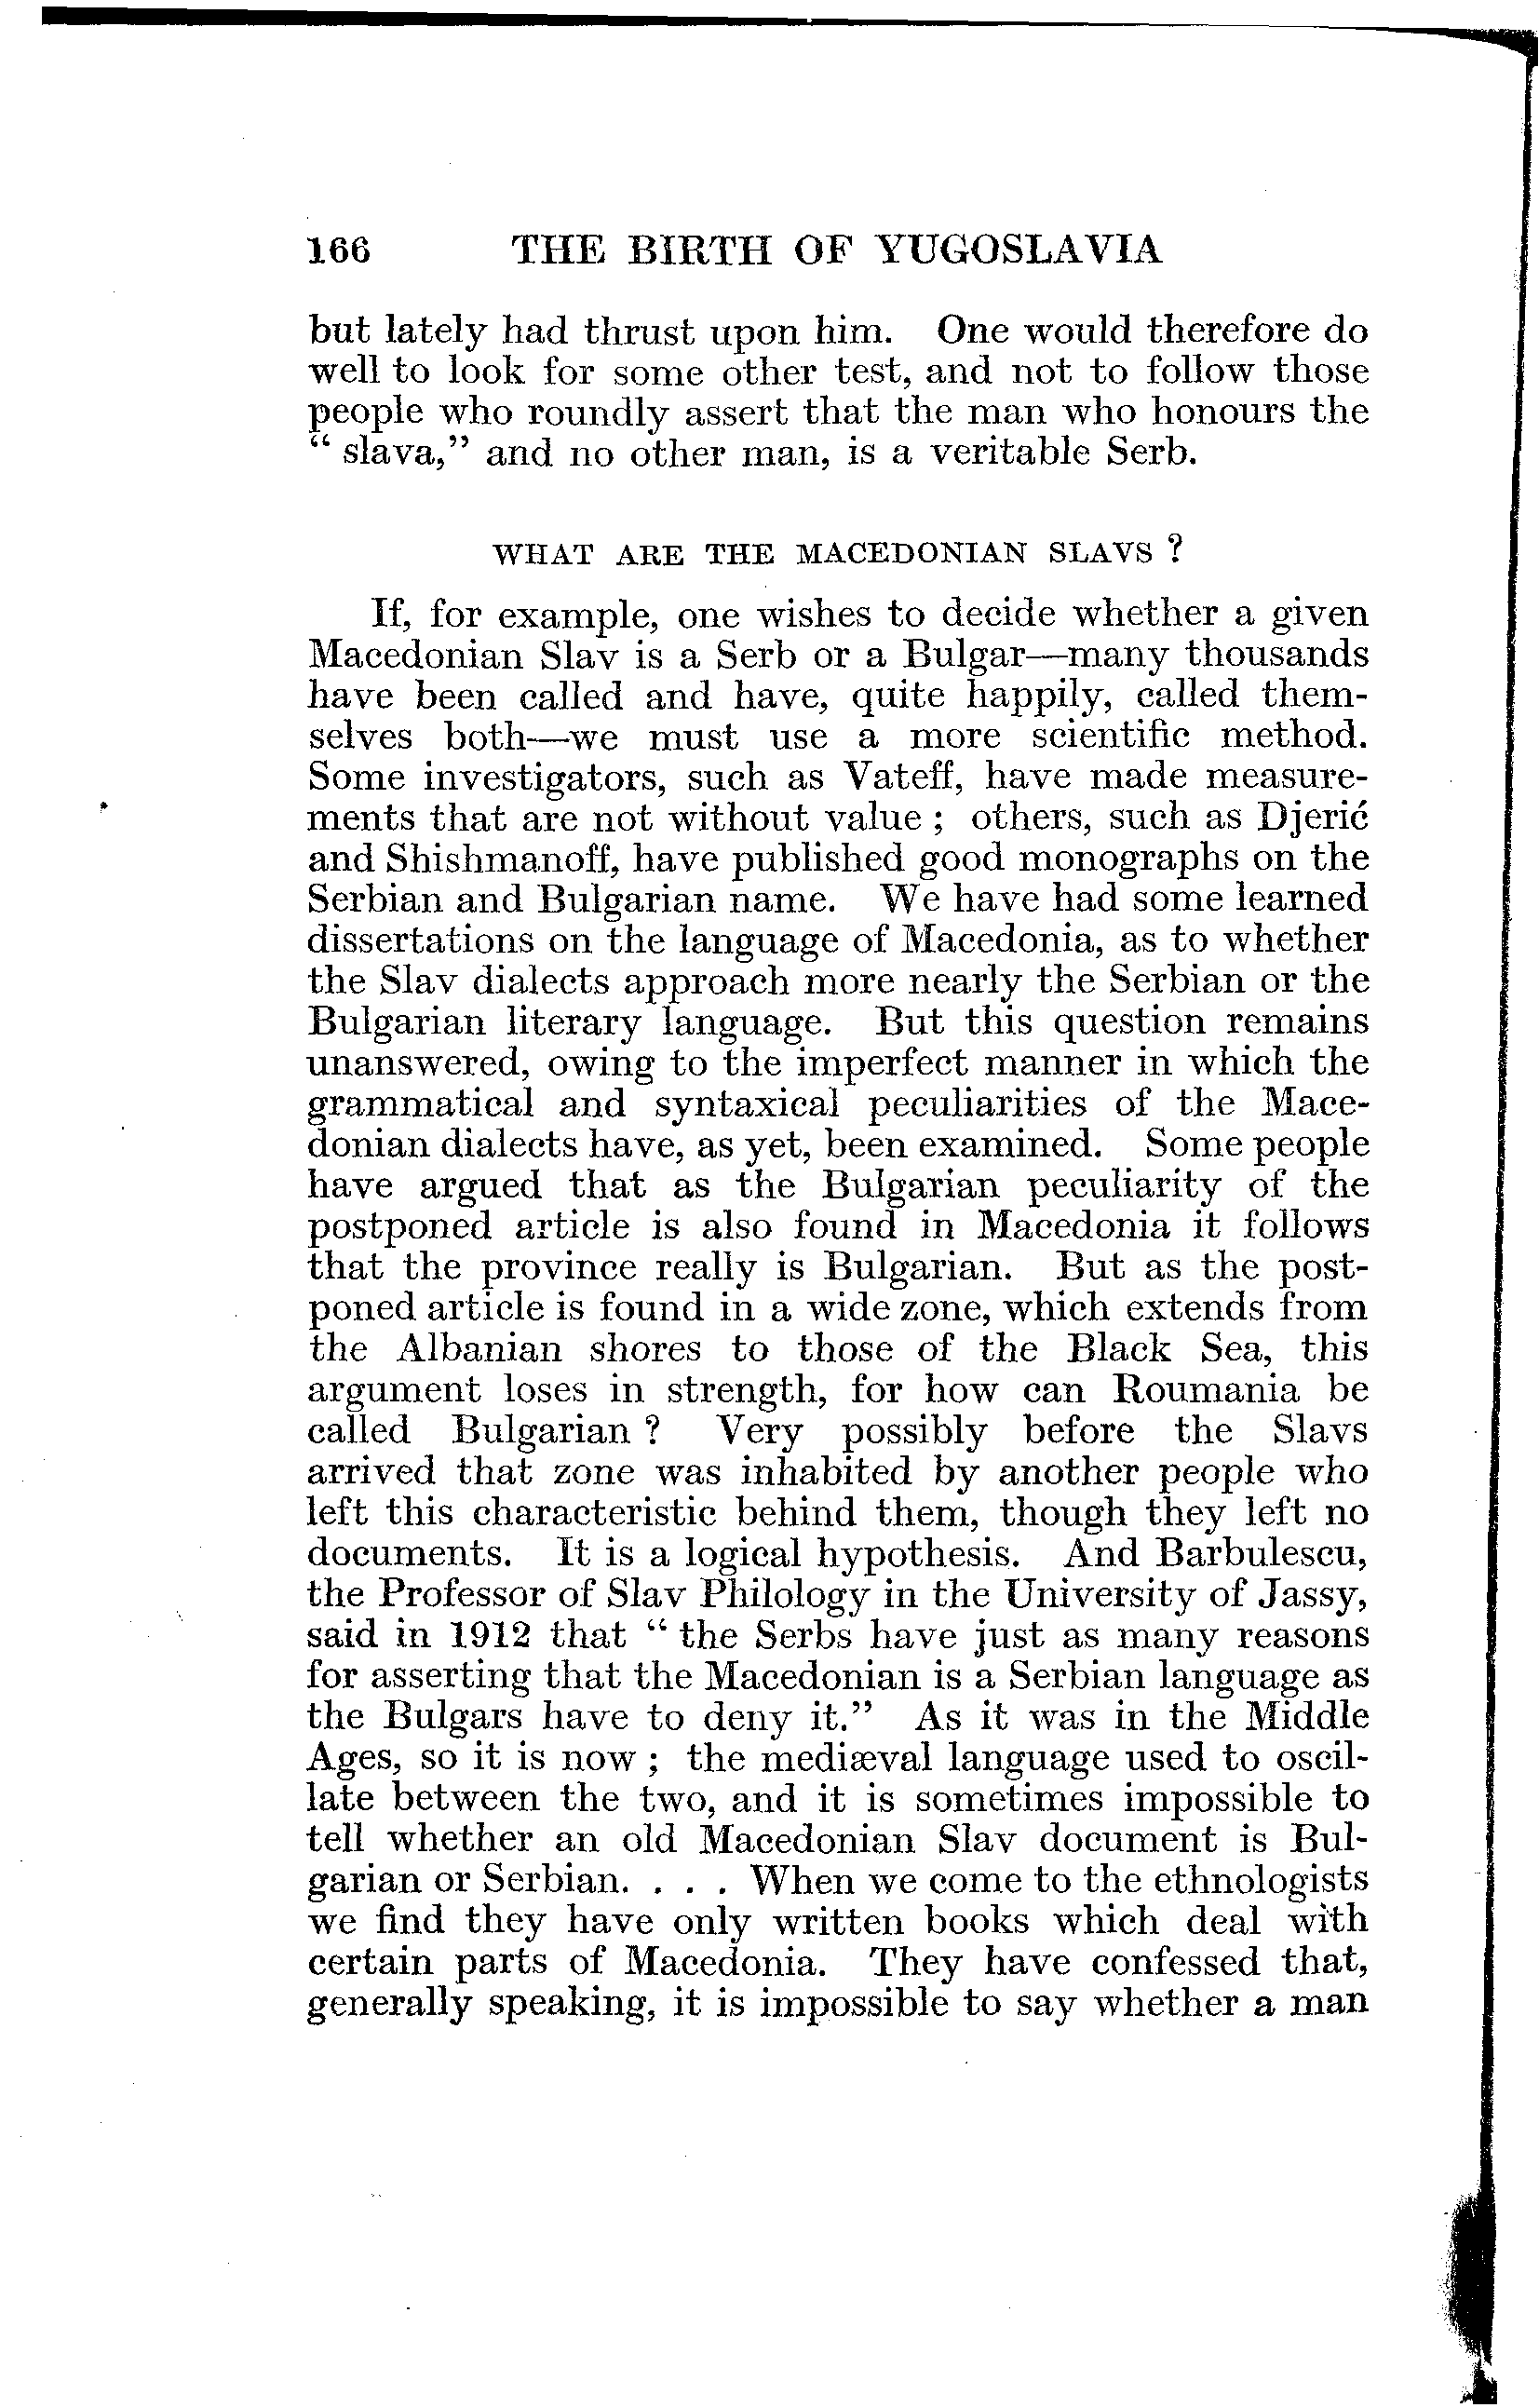 166 THE BIRTH OF YUGOSLAVIA
but lately had thrust upon him. One would therefore do
well to look for some other test, and not to follow those
people who roundly assert that the man who honours the
“ slava,” and no other man, is a veritable Serb.
WHAT ARE THE MACEDONIAN SLAVS ?
If, for example, one wishes to decide whether a given
Macedonian Slav is a Serb or a Bulgar—many thousands
have been called and have, quite happily, called them-
selves both—we must use a more scientific method.
Some investigators, such as Vateff, have made measure-
ments that are not without value ; others, such as Djerić
and Shishmanoff, have published good monographs on the
Serbian and Bulgarian name. We have had some learned
dissertations on the language of Macedonia, as to whether
the Slav dialects approach more nearly the Serbian or the
Bulgarian literary language. But this question remains
unanswered, owing to the imperfect manner in which the
grammatical and syntaxical peculiarities of the Mace-
donian dialects have, as yet, been examined. Some people
have argued that as the Bulgarian peculiarity of the
postponed article is also found in Macedonia it follows
that the province really is Bulgarian. But as the post-
poned article is found in a wide zone, which extends from
the Albanian shores to those of the Black Sea, this
argument loses in strength, for how can Roumania be
called Bulgarian ? Very possibly before the Slavs
arrived that zone was inhabited by another people who
left this characteristic behind them, though they left no
documents. It is a logical hypothesis. And Barbulescu,
the Professor of Slav Philology in the University of Jassy,
said in 1912 that “ the Serbs have just as many reasons
for asserting that the Macedonian is a Serbian language as
the Bulgars have to deny it.” As it was in the Middle
Ages, so it is now ; the mediæval language used to oscil-
late between the two, and it is sometimes impossible to
tell whether an old Macedonian Slav document is Bul-
garian or Serbian. . . . When we come to the ethnologists
we find they have only written books which deal with
certain parts of Macedonia. They have confessed that,
generally speaking, it is impossible to say whether a man